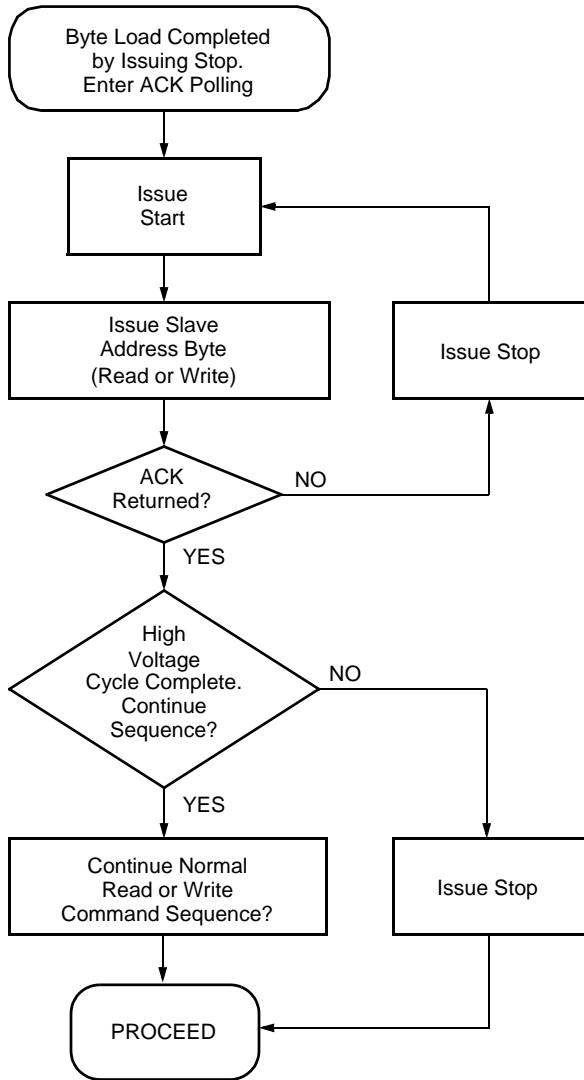 Byte Load Completed
by Issuing Stop.
Enter ACK Polling
Issue
Start
Issue Slave
Address Byte
(Read or Write)
Issue Stop
ACK
Returned?
NO
YES
High
Voltage
Cycle Complete.
Continue
Sequence?
NO
YES
Continue Normal
Read or Write
Command Sequence?
Issue Stop
PROCEED